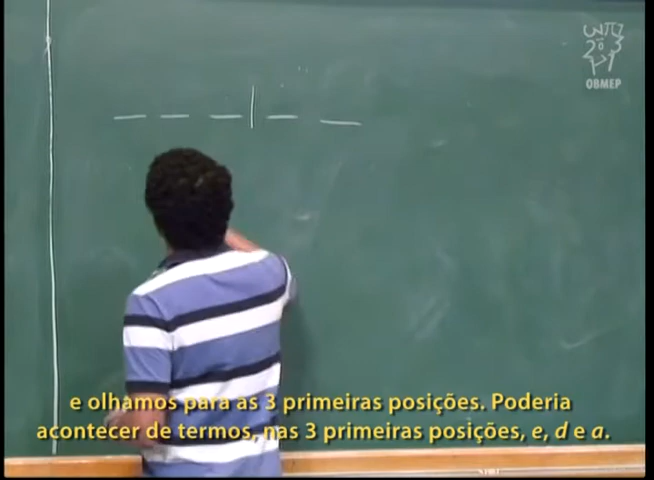 OBMEP
e olhamos para as 3 primeiras posições. Poderia
acontecer de termos, nas 3 primeiras posições, e, d e a.